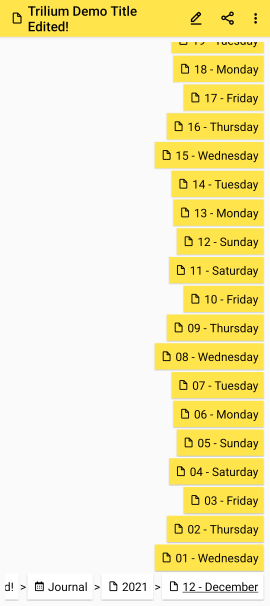 Trilium Demo Title
Edited!
19 - Tuesday
18 - Monday
17 - Friday
16 - Thursday
15 - Wednesday
14 - Tuesday
13 - Monday
12 - Sunday
11 - Saturday
10 - Friday
09 - Thursday
08 - Wednesday
07 - Tuesday
06 - Monday
05 - Sunday
04 - Saturday
03 - Friday
02 - Thursday
01 - Wednesday
d! > Journal > 2021 > 12 - December